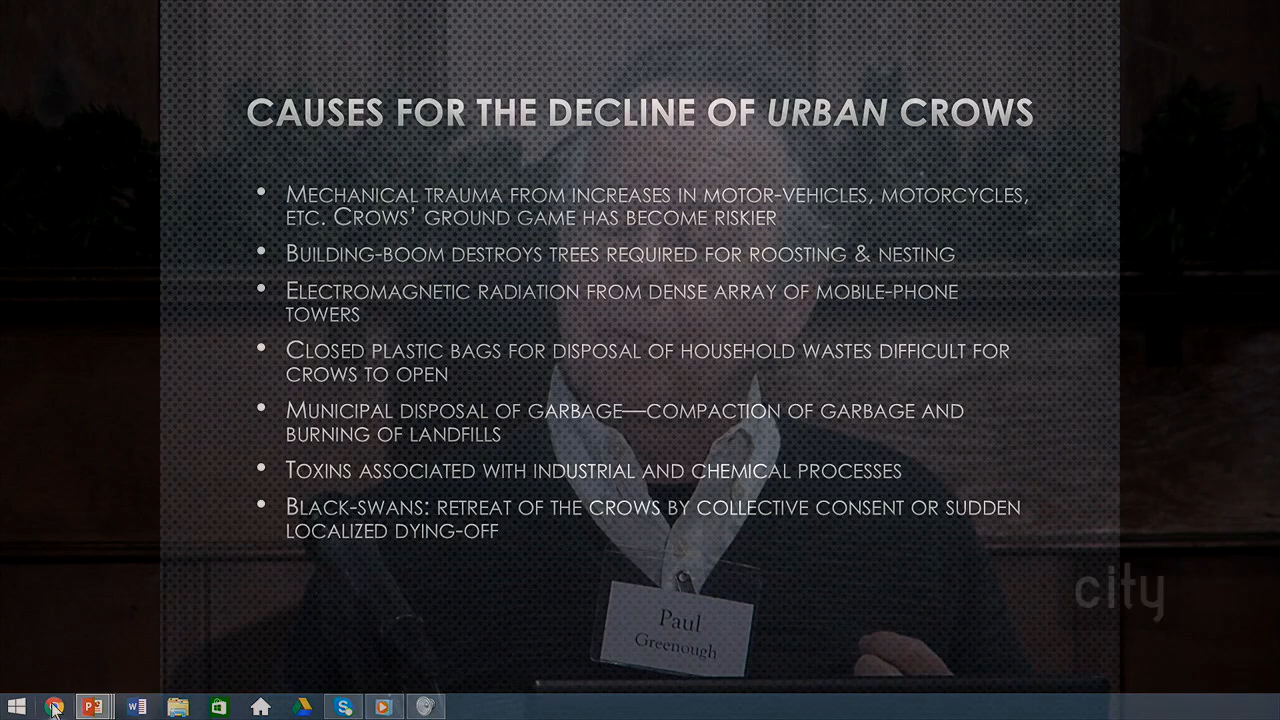 CAUSES FOR THE DECLINE OF URBAN CROWS
• MECHANICAL TRAUMA FROM INCREASES IN MOTOR-VEHICLES, MOTORCYCLES,
ETC. CROWS' GROUND GAME HAS BECOME RISKIER
• BUILDING-BOOM DESTROYS TREES REQUIRED FOR ROOSTING & NESTING
• ELECTROMAGNETIC RADIATION FROM DENSE ARRAY OF MOBILE-PHONE
TOWERS
• CLOSED PLASTIC BAGS FOR DISPOSAL OF HOUSEHOLD WASTES DIFFICULT FOR
CROWS TO OPEN
• MUNICIPAL DISPOSAL OF GARBAGE—COMPACTION OF GARBAGE AND
BURNING OF LANDFILLS
• TOXINS ASSOCIATED WITH INDUSTRIAL AND CHEMICAL PROCESSES
• BLACK-SWANS: RETREAT OF THE CROWS BY COLLECTIVE CONSENT OR SUDDEN
LOCALIZED DYING-OFF
city
Paul
Greenough